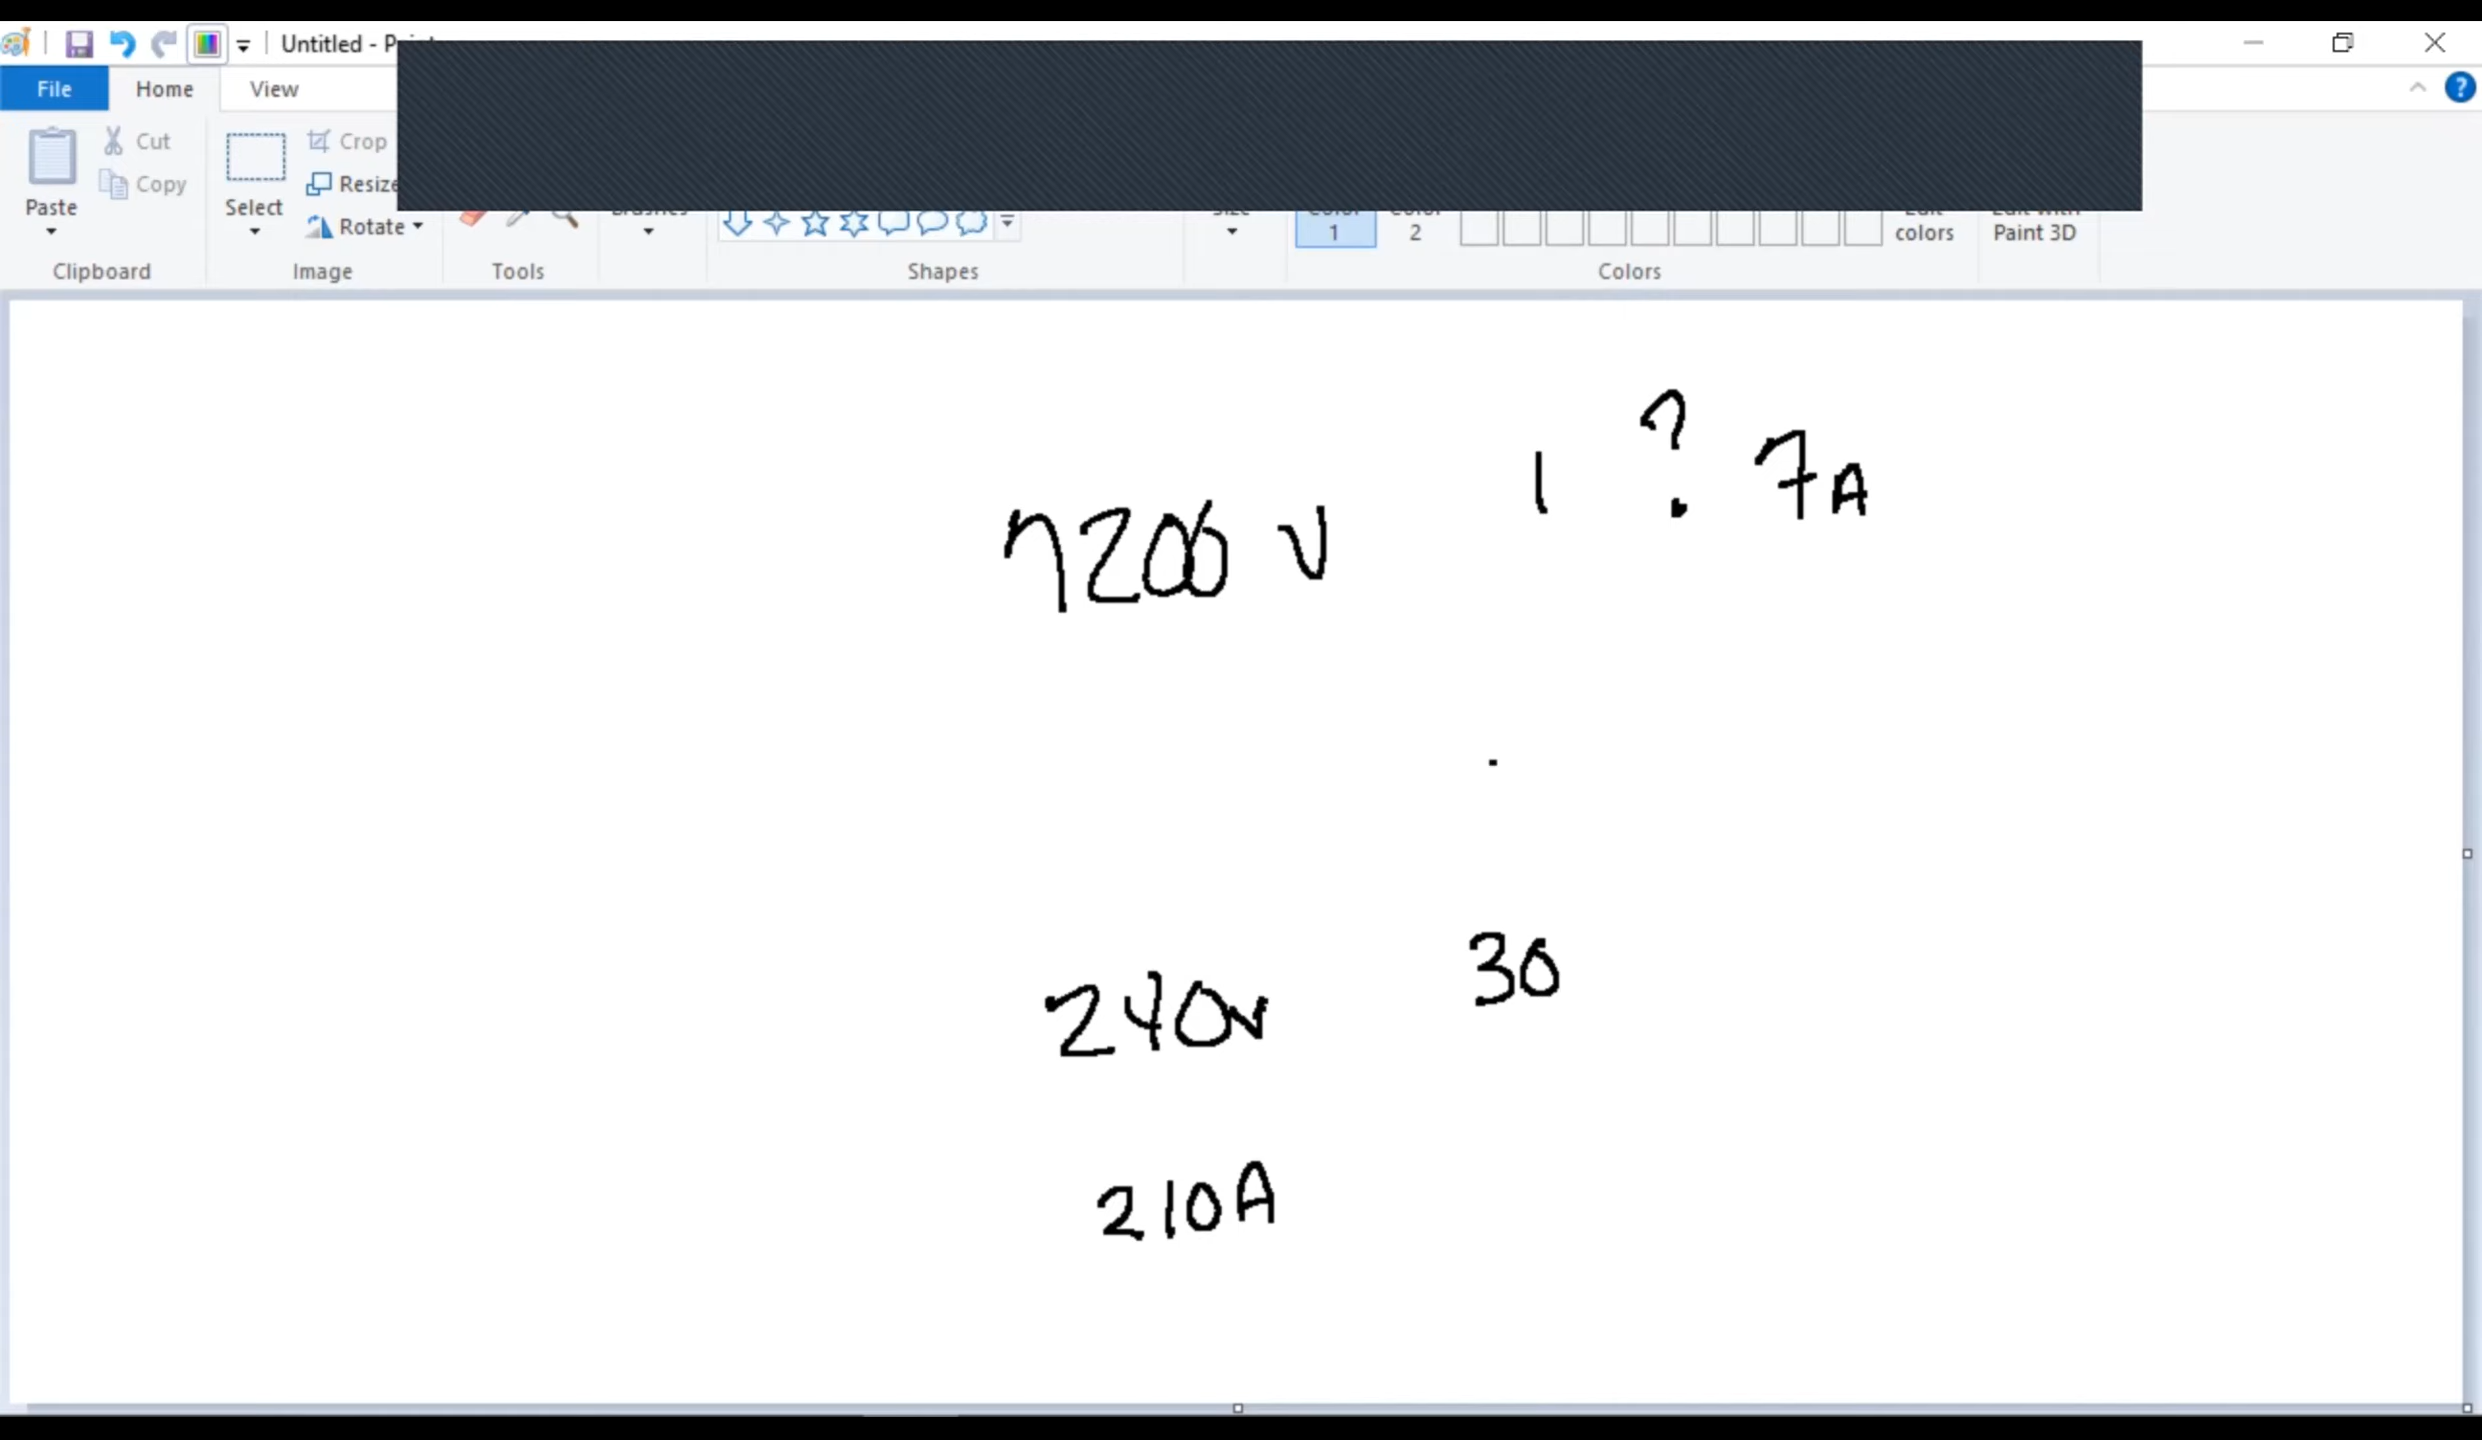 Untitled -
File Home View
Cut
Copy
Paste
Select
Crop
Resize
Rotate
1
2
colors
Paint 3D
Clipboard
Image
Tools
Shapes
Colors
1 ? 7A
7200 V
30
240v
210A